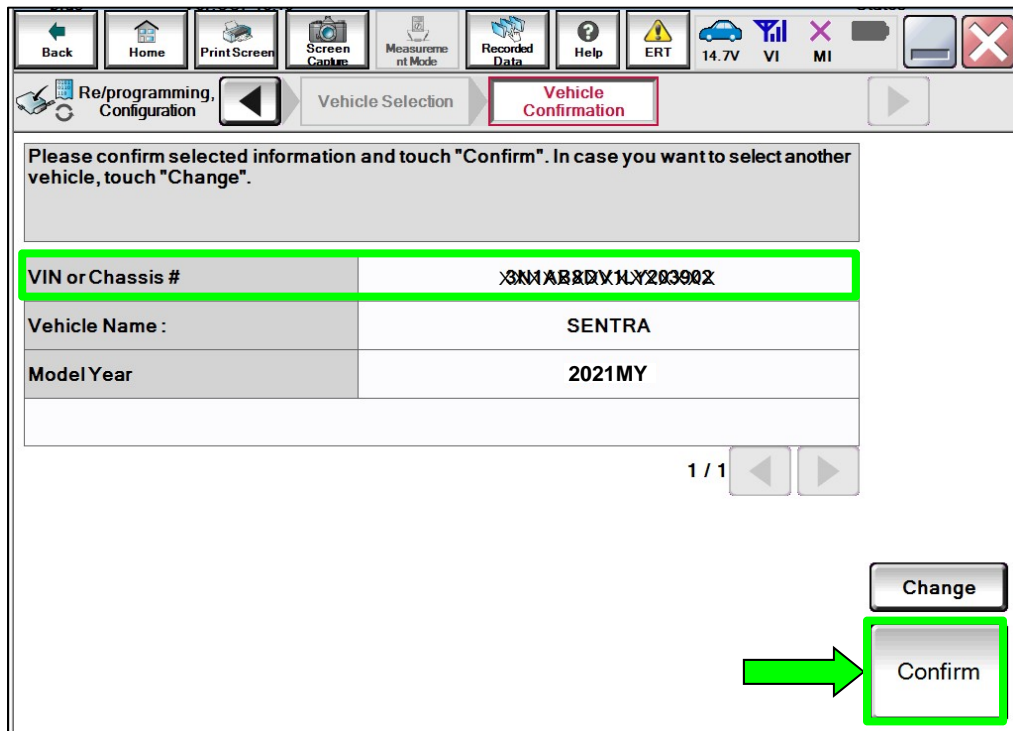 Back
Home
Print Screen
Screen Capture
Measurement Mode
Recorded Data
Help
ERT
14.7V
VI
MI
Re/programming, Configuration
Vehicle Selection
Vehicle Confirmation
Please confirm selected information and touch "Confirm". In case you want to select another
vehicle, touch "Change".
VIN or Chassis #
Vehicle Name :
SENTRA
Model Year
2021MY
1 / 1
Change
Confirm